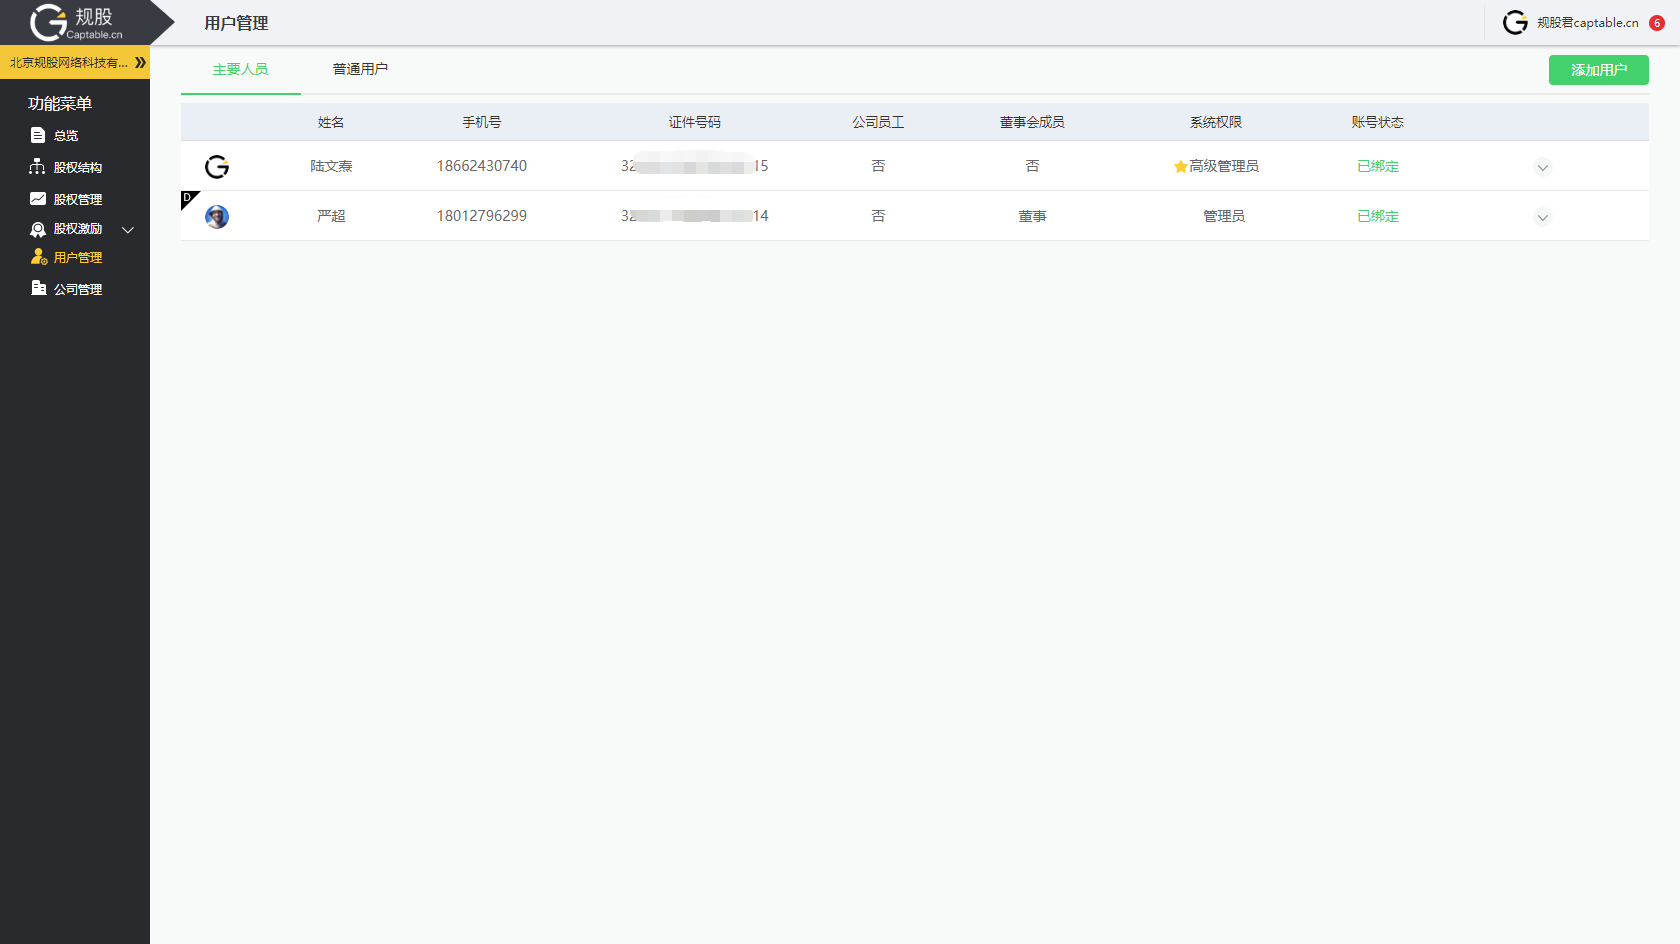 规股
Captable.cn
用户管理
规股君captable.cn
6
北京规股网络科技有...
功能菜单
总览
股权结构
股权管理
股权激励
用户管理
公司管理
主要人员 普通用户
添加用户
姓名 手机号 证件号码 公司员工 董事会成员 系统权限 账号状态
陆文泰 18662430740 32 15 否 否 高级管理员 已绑定
D
严超 18012796299 32 14 否 董事 管理员 已绑定